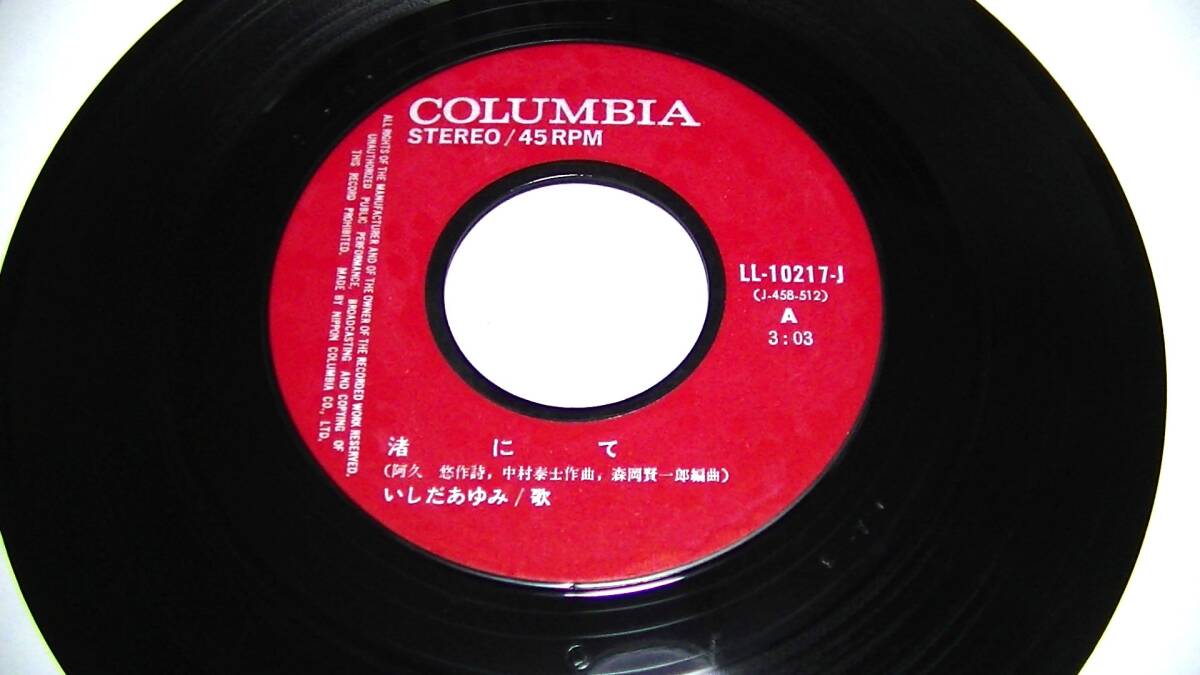 COLUMBIA
STEREO / 45 RPM
ALL RIGHTS OF THE MANUFACTURER AND OF THE OWNER OF THE RECORDED WORK RESERVED.
UNAUTHORIZED PUBLIC PERFORMANCE, BROADCASTING AND COPYING OF
THIS RECORD PROHIBITED. MADE BY NIPPON COLUMBIA CO., LTD.
LL-10217-J
(J-458-512)
A
3:03
渚にて
(阿久 悠作詩, 中村泰士作曲, 森岡賢一郎編曲)
いしだあゆみ / 歌